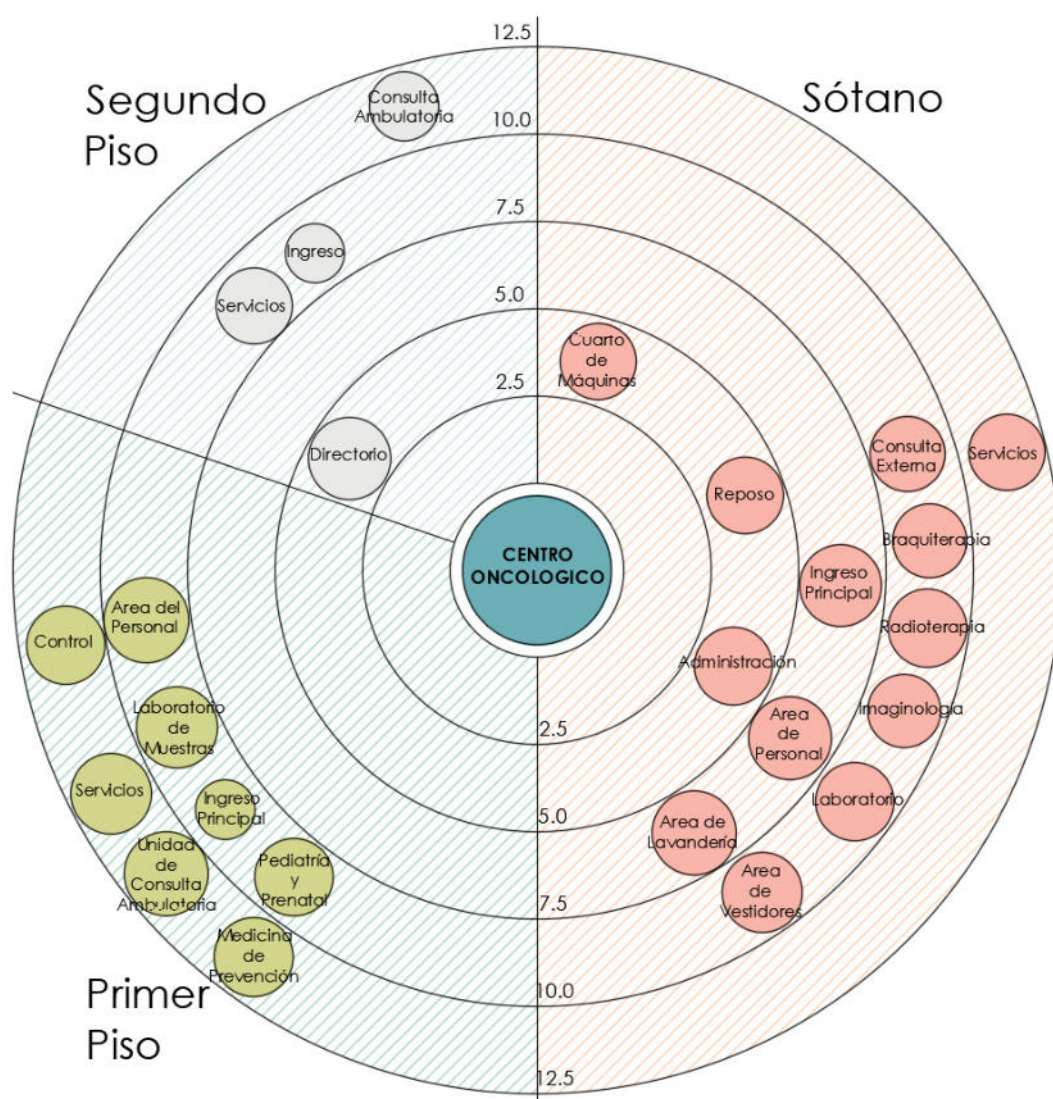 12.5
Segundo
Piso
Sótano
Consulta
Ambulatoria
10.0
7.5
Ingreso
Servicios
5.0
Cuarto
de
Máquinas
2.5
Directorio
Consulta
Externa
Servicios
Reposo
Braquiterapia
CENTRO
ONCOLOGICO
Ingreso
Principal
Area del
Personal
Control
Radioterapia
Administración
Laboratorio
de
Muestras
Imaginología
Area
de
Personal
2.5
Servicios
Ingreso
Principal
Laboratorio
5.0
Area de
Lavandería
Unidad
de
Consulta
Ambulatoria
Pediatría
y
Prenatal
Area
de
Vestidores
7.5
Medicina
de
Prevención
10.0
Primer
Piso
12.5